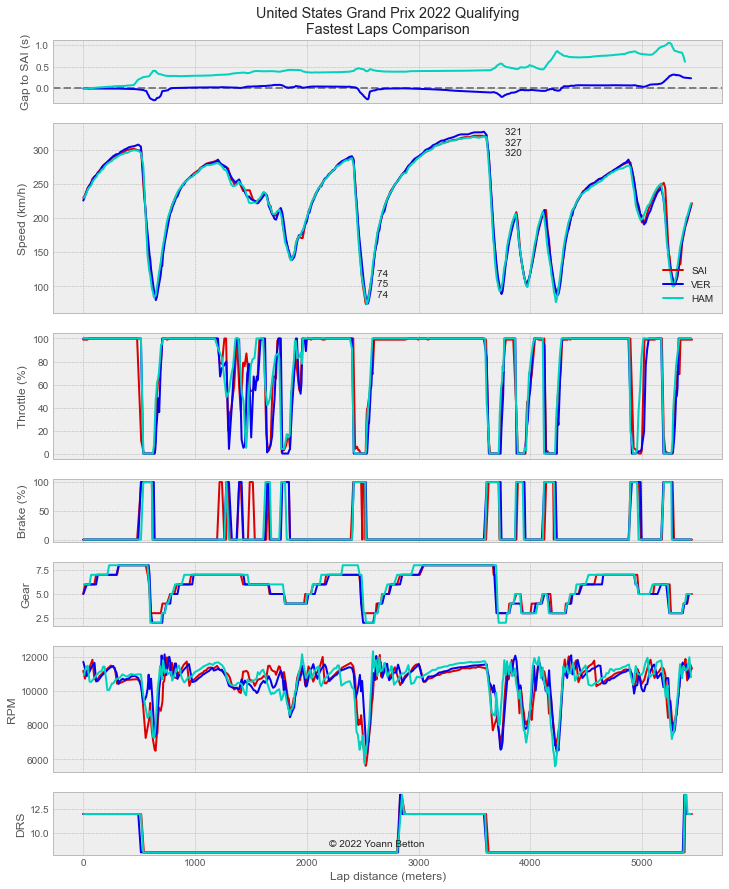 United States Grand Prix 2022 Qualifying
Fastest Laps Comparison
Gap to SAI (s)
1.0
0.5
0.0
Speed (km/h)
300
250
200
150
100
321
327
320
74
75
74
SAI
VER
HAM
Throttle (%)
100
80
60
40
20
0
Brake (%)
100
50
0
Gear
7.5
5.0
2.5
RPM
12000
10000
8000
6000
DRS
12.5
10.0
© 2022 Yoann Betton
0
1000
2000
3000
4000
5000
Lap distance (meters)